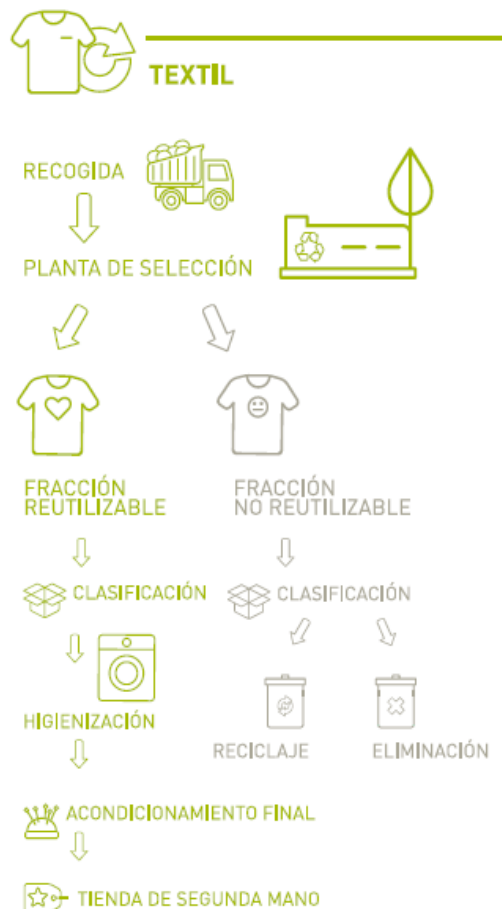 TEXTIL
RECOGIDA
PLANTA DE SELECCIÓN
FRACCIÓN
REUTILIZABLE
FRACCIÓN
NO REUTILIZABLE
CLASIFICACIÓN
CLASIFICACIÓN
HIGIENIZACIÓN
RECICLAJE
ELIMINACIÓN
ACONDICIONAMIENTO FINAL
TIENDA DE SEGUNDA MANO